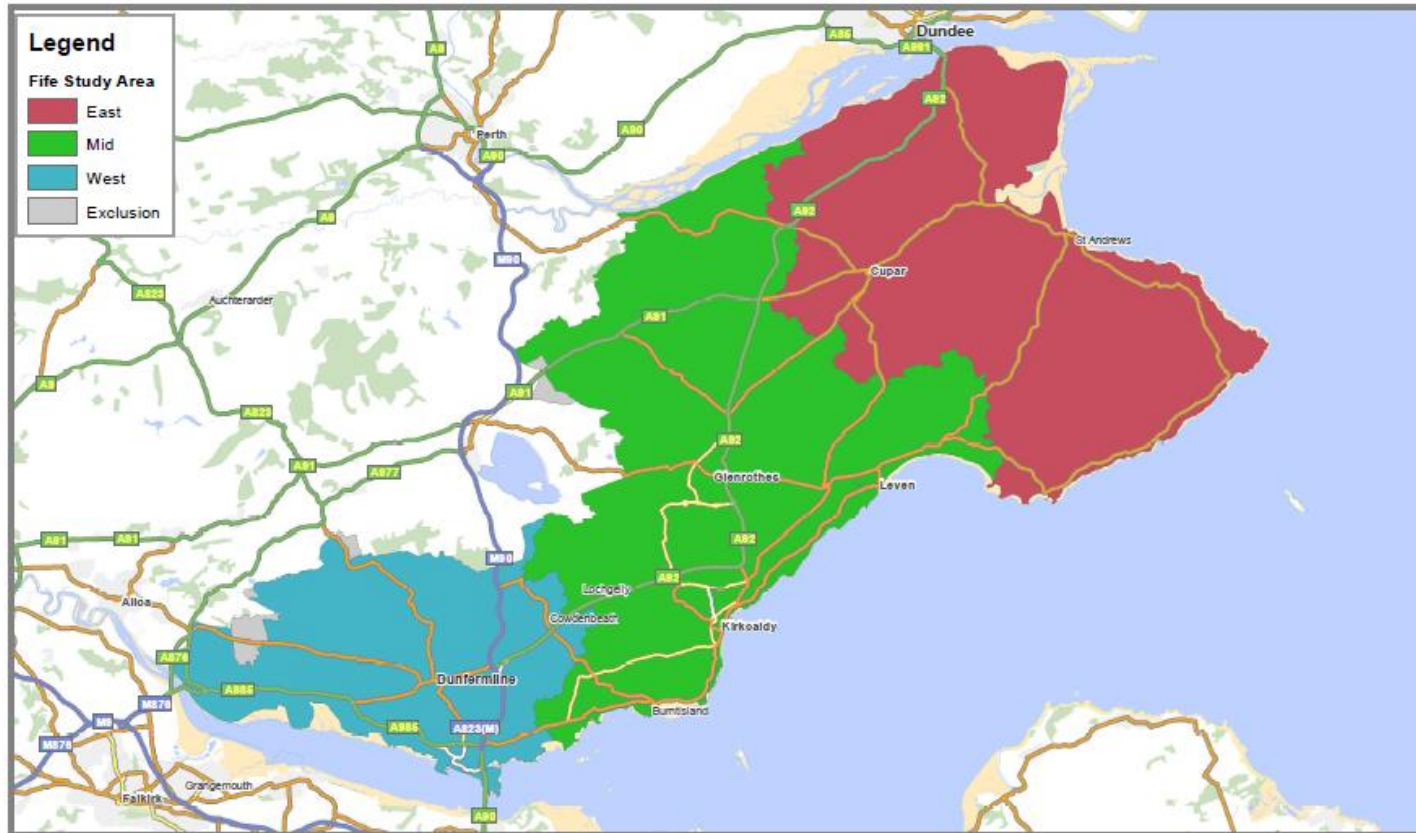 Legend
Fife Study Area
East
Mid
West
Exclusion
Dundee
A85
A991
A9
A92
A90
Perth
A90
A9
A92
St Andrews
M90
Cupar
A823
Auchterarder
A91
A9
A91
A823
A92
A91
A977
Glenrothes
Leven
A91
A91
A92
M90
Lochgelly
A92
Alloa
Cowdenbeath
Kirkcaldy
A876
Dunfermline
A985
M876
Burntisland
M9
A985
A823(M)
M876
Grangemouth
Falkirk
A90